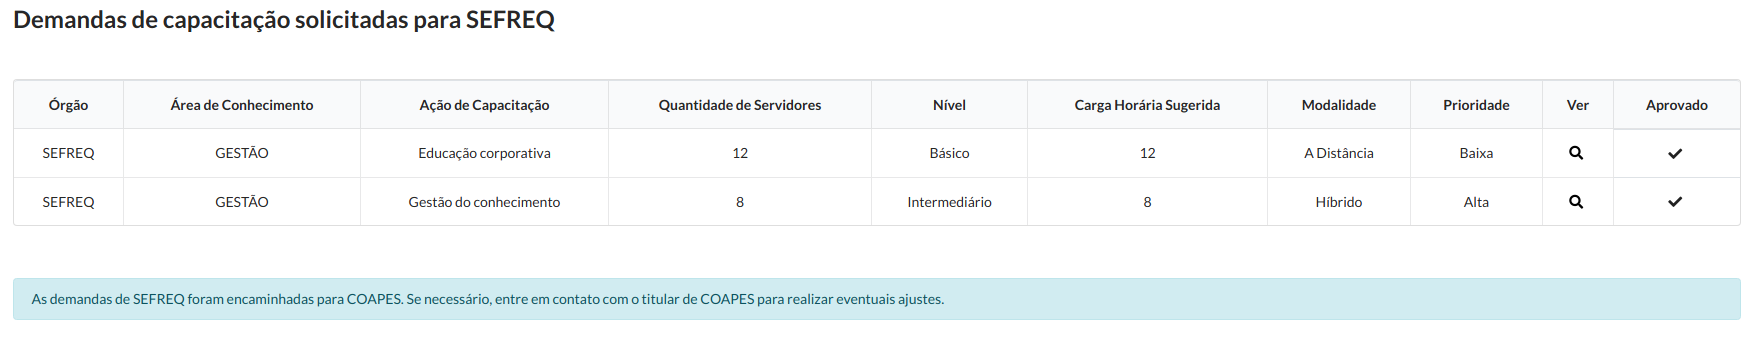 Demandas de capacitação solicitadas para SEFREQ
Órgão Área de Conhecimento Ação de Capacitação Quantidade de Servidores Nível Carga Horária Sugerida Modalidade Prioridade Ver Aprovado
SEFREQ GESTÃO Educação corporativa 12 Básico 12 A Distância Baixa
SEFREQ GESTÃO Gestão do conhecimento 8 Intermediário 8 Híbrido Alta
As demandas de SEFREQ foram encaminhadas para COAPES. Se necessário, entre em contato com o titular de COAPES para realizar eventuais ajustes.